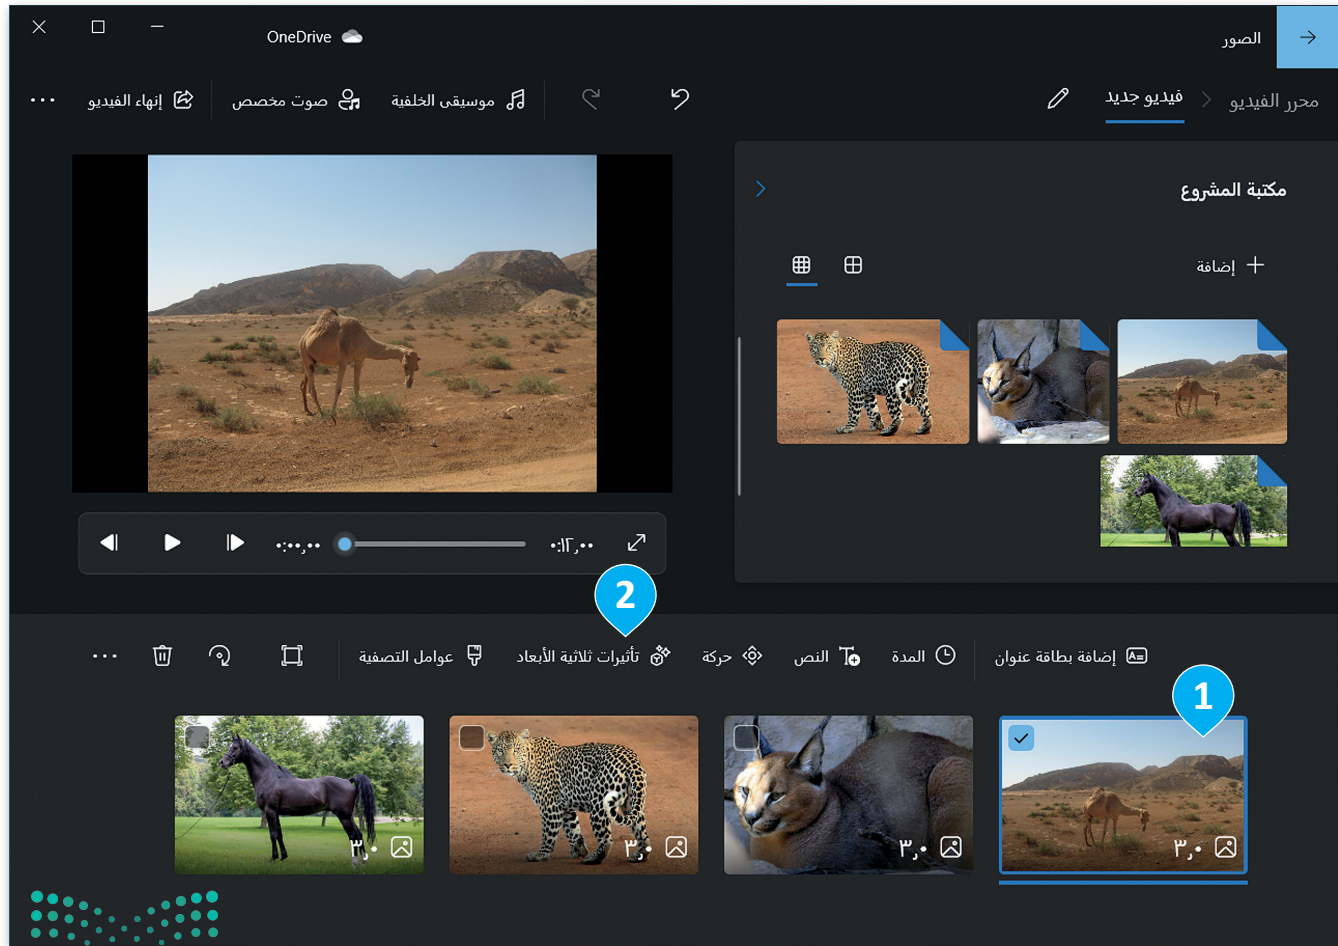 الصور
OneDrive
محرر الفيديو
فيديو جديد
موسيقى الخلفية
صوت مخصص
إنهاء الفيديو
مكتبة المشروع
إضافة
٠:٠٠,٠٠
٠:١٢,٠٠
2
إضافة بطاقة عنوان
المدة
النص
حركة
تأثيرات ثلاثية الأبعاد
عوامل التصفية
1
٣,٠
٣,٠
٣,٠
٣,٠